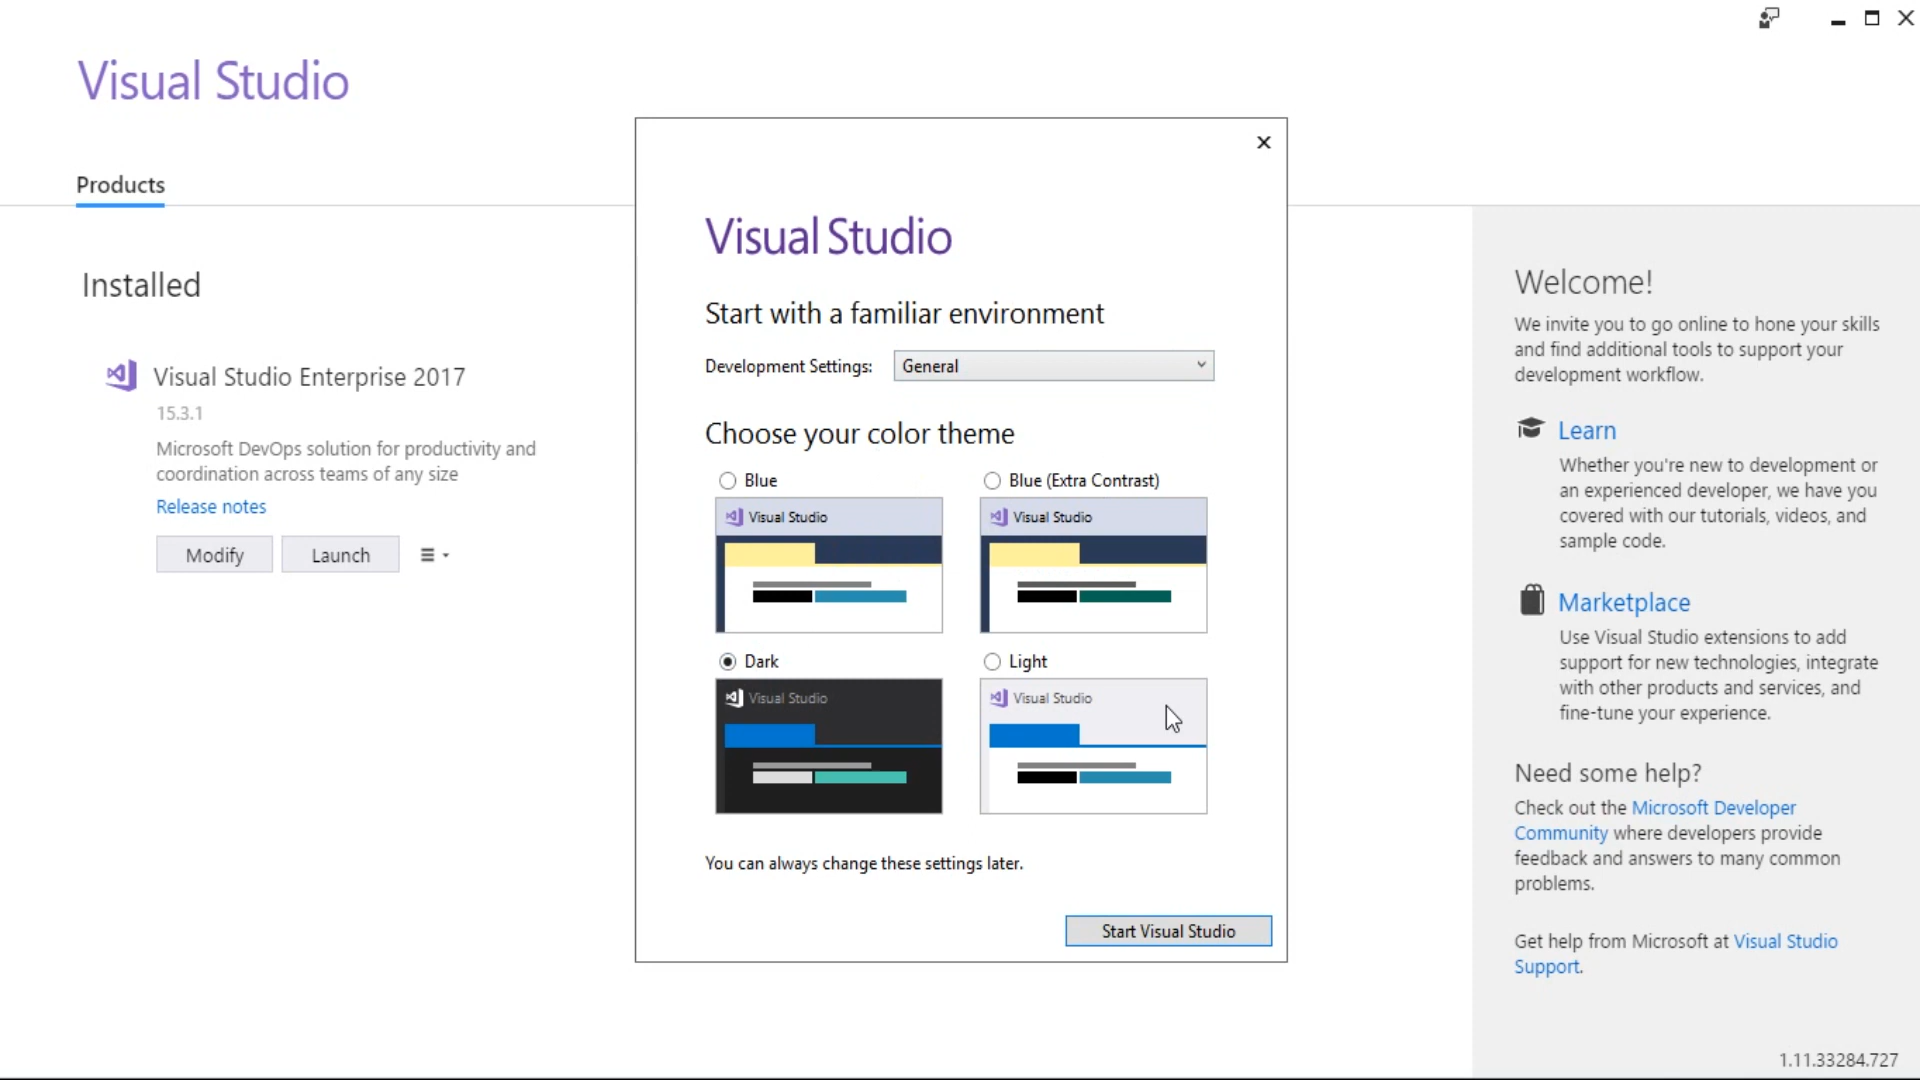 Visual Studio
Products
Installed
Visual Studio Enterprise 2017
15.3.1
Microsoft DevOps solution for productivity and
coordination across teams of any size
Release notes
Modify
Launch
Visual Studio
Start with a familiar environment
Development Settings:
General
Choose your color theme
Blue
Blue (Extra Contrast)
Visual Studio
Visual Studio
Dark
Light
Visual Studio
Visual Studio
You can always change these settings later.
Start Visual Studio
Welcome!
We invite you to go online to hone your skills
and find additional tools to support your
development workflow.
Learn
Whether you're new to development or
an experienced developer, we have you
covered with our tutorials, videos, and
sample code.
Marketplace
Use Visual Studio extensions to add
support for new technologies, integrate
with other products and services, and
fine-tune your experience.
Need some help?
Check out the Microsoft Developer
Community where developers provide
feedback and answers to many common
problems.
Get help from Microsoft at Visual Studio
Support.
1.11.33284.727